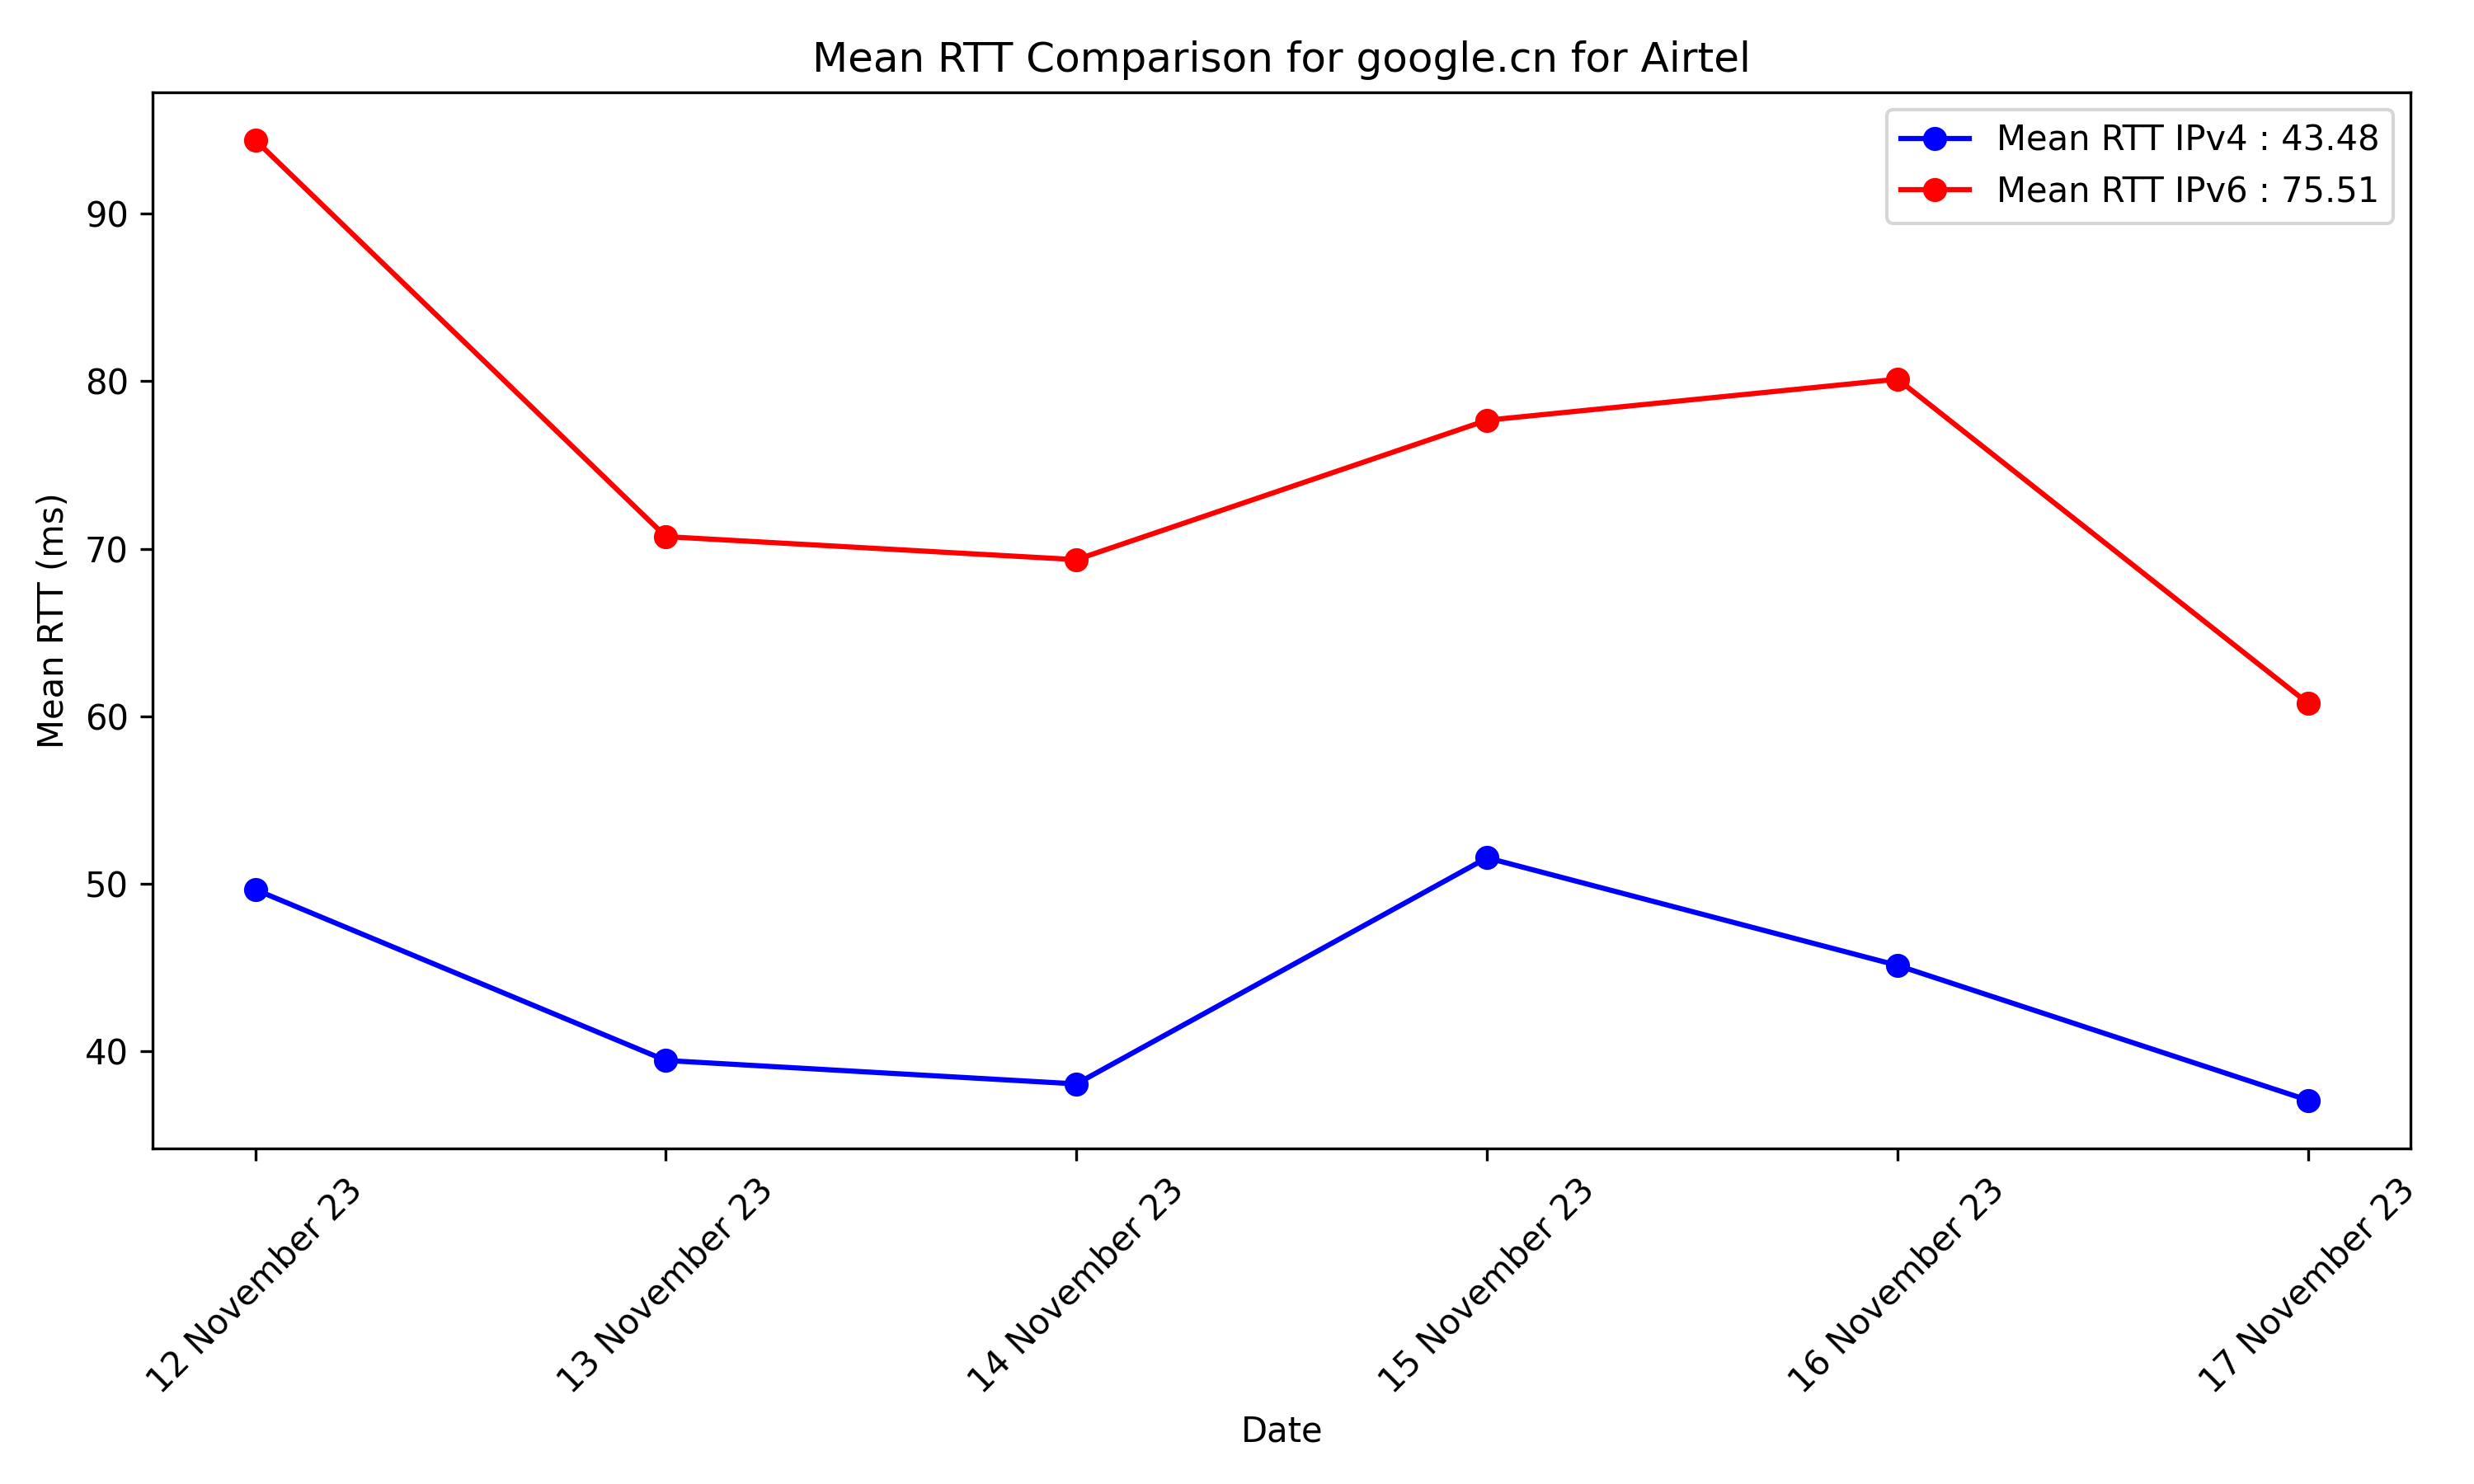 Mean RTT Comparison for google.cn for Airtel
Mean RTT IPv4 : 43.48
Mean RTT IPv6 : 75.51
90
80
70
60
50
40
Mean RTT (ms)
12 November 23
13 November 23
14 November 23
15 November 23
16 November 23
17 November 23
Date